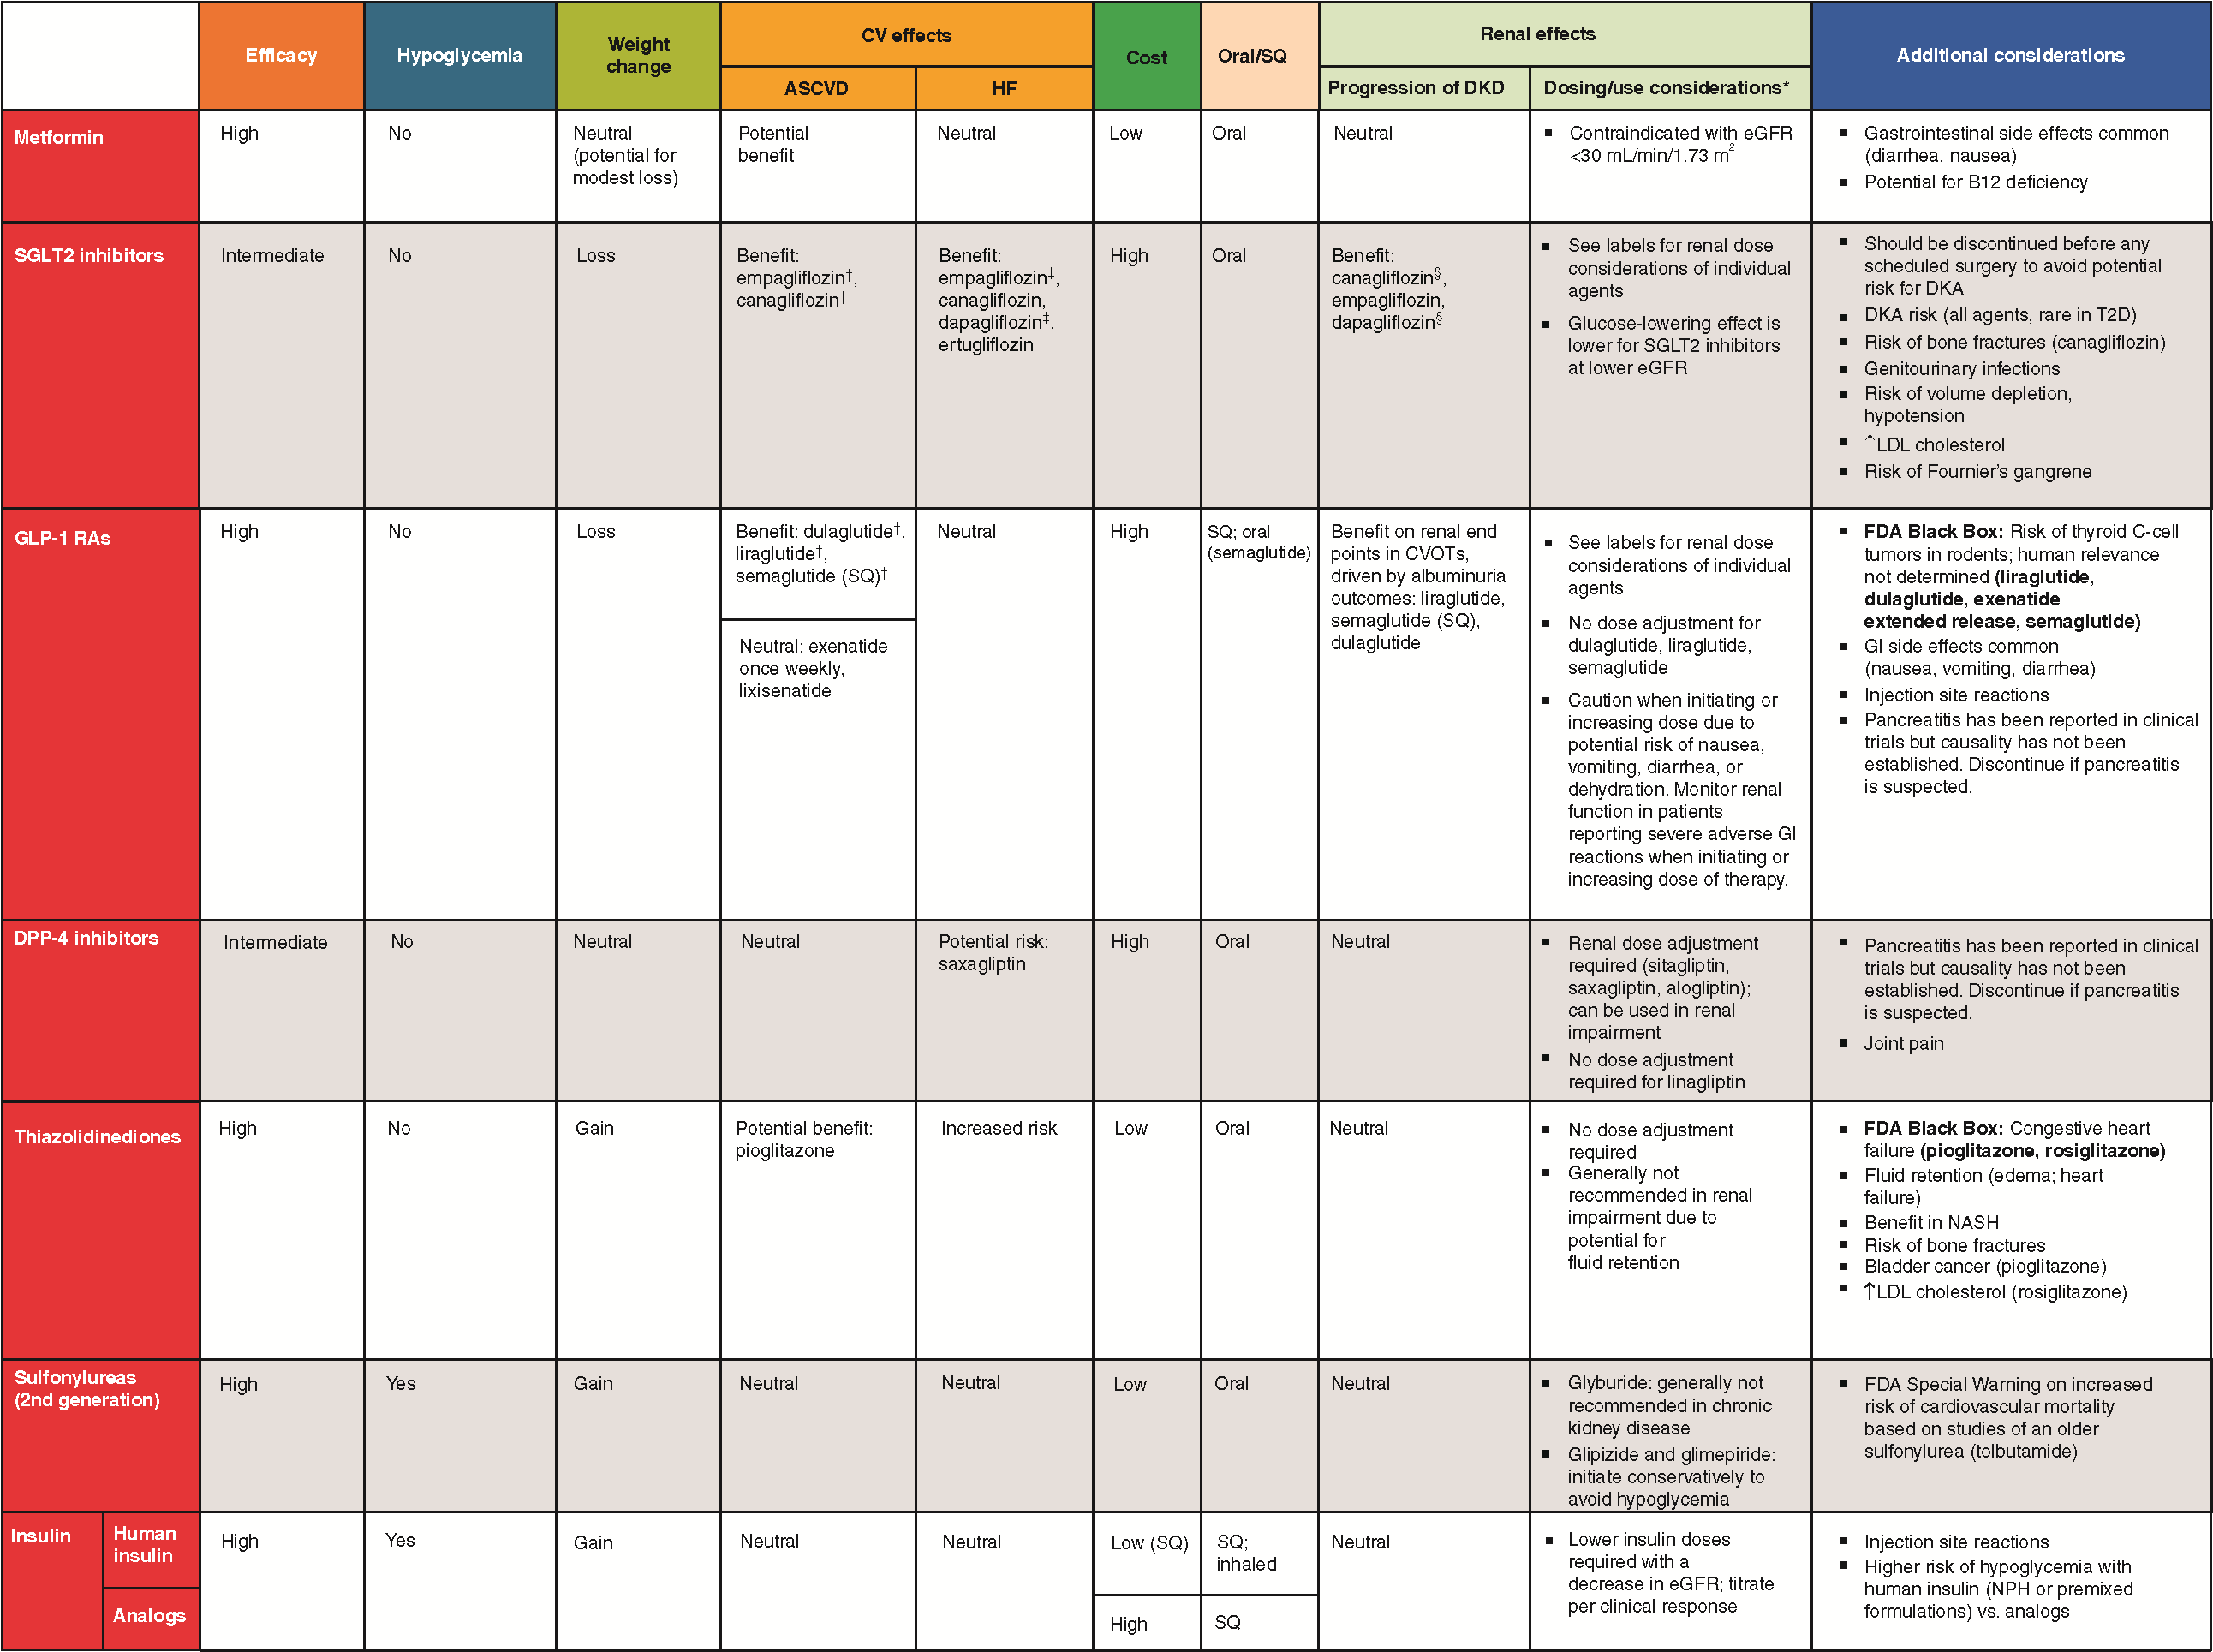 Efficacy
Hypoglycemia
Weight
change
CV effects
ASCVD
HF
Cost
Oral/SQ
Renal effects
Progression of DKD
Dosing/use considerations*
Additional considerations
Metformin
High
No
Neutral
(potential for
modest loss)
Potential
benefit
Neutral
Low
Oral
Neutral
▪ Contraindicated with eGFR
<30 mL/min/1.73 m²
▪ Gastrointestinal side effects common
(diarrhea, nausea)
▪ Potential for B12 deficiency
SGLT2 inhibitors
Intermediate
No
Loss
Benefit:
empagliflozin†,
canagliflozin†
Benefit:
empagliflozin‡,
canagliflozin,
dapagliflozin‡,
ertugliflozin
High
Oral
Benefit:
canagliflozin§,
empagliflozin,
dapagliflozin§
▪ See labels for renal dose
considerations of individual
agents
▪ Glucose-lowering effect is
lower for SGLT2 inhibitors
at lower eGFR
▪ Should be discontinued before any
scheduled surgery to avoid potential
risk for DKA
▪ DKA risk (all agents, rare in T2D)
▪ Risk of bone fractures (canagliflozin)
▪ Genitourinary infections
▪ Risk of volume depletion,
hypotension
▪ ↑LDL cholesterol
▪ Risk of Fournier's gangrene
GLP-1 RAs
High
No
Loss
Benefit: dulaglutide†,
liraglutide†,
semaglutide (SQ)†
Neutral: exenatide
once weekly,
lixisenatide
Neutral
High
SQ; oral
(semaglutide)
Benefit on renal end
points in CVOTs,
driven by albuminuria
outcomes: liraglutide,
semaglutide (SQ),
dulaglutide
▪ See labels for renal dose
considerations of individual
agents
▪ No dose adjustment for
dulaglutide, liraglutide,
semaglutide
▪ Caution when initiating or
increasing dose due to
potential risk of nausea,
vomiting, diarrhea, or
dehydration. Monitor renal
function in patients
reporting severe adverse GI
reactions when initiating or
increasing dose of therapy.
▪ FDA Black Box: Risk of thyroid C-cell
tumors in rodents; human relevance
not determined (liraglutide,
dulaglutide, exenatide
extended release, semaglutide)
▪ GI side effects common
(nausea, vomiting, diarrhea)
▪ Injection site reactions
▪ Pancreatitis has been reported in clinical
trials but causality has not been
established. Discontinue if pancreatitis
is suspected.
DPP-4 inhibitors
Intermediate
No
Neutral
Neutral
Potential risk:
saxagliptin
High
Oral
Neutral
▪ Renal dose adjustment
required (sitagliptin,
saxagliptin, alogliptin);
can be used in renal
impairment
▪ No dose adjustment
required for linagliptin
▪ Pancreatitis has been reported in clinical
trials but causality has not been
established. Discontinue if pancreatitis
is suspected.
▪ Joint pain
Thiazolidinediones
High
No
Gain
Potential benefit:
pioglitazone
Increased risk
Low
Oral
Neutral
▪ No dose adjustment
required
▪ Generally not
recommended in renal
impairment due to
potential for
fluid retention
▪ FDA Black Box: Congestive heart
failure (pioglitazone, rosiglitazone)
▪ Fluid retention (edema; heart
failure)
▪ Benefit in NASH
▪ Risk of bone fractures
▪ Bladder cancer (pioglitazone)
▪ ↑LDL cholesterol (rosiglitazone)
Sulfonylureas
(2nd generation)
High
Yes
Gain
Neutral
Neutral
Low
Oral
Neutral
▪ Glyburide: generally not
recommended in chronic
kidney disease
▪ Glipizide and glimepiride:
initiate conservatively to
avoid hypoglycemia
▪ FDA Special Warning on increased
risk of cardiovascular mortality
based on studies of an older
sulfonylurea (tolbutamide)
Insulin
Human
insulin
Analogs
High
Yes
Gain
Neutral
Neutral
Low (SQ)
High
SQ;
inhaled
SQ
Neutral
▪ Lower insulin doses
required with a
decrease in eGFR; titrate
per clinical response
▪ Injection site reactions
▪ Higher risk of hypoglycemia with
human insulin (NPH or premixed
formulations) vs. analogs